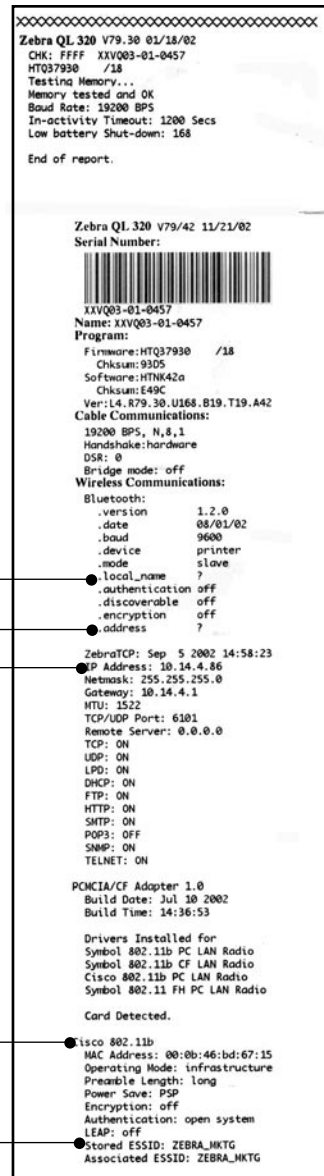 XXXXXXXXXXXXXXXXXXXXXXXXXXXXXXXXXXX
Zebra QL 320 V79.30 01/18/02
CHK: FFFF XXVQ03-01-0457
HTQ37930 /18
Testing Memory...
Memory tested and OK
Baud Rate: 19200 BPS
In-activity Timeout: 1200 Secs
Low battery Shut-down: 168
End of report.
Zebra QL 320 V79/42 11/21/02
Serial Number:
XXVQ03-01-0457
Name: XXVQ03-01-0457
Program:
Firmware:HTQ37930 /18
Chksum:93D5
Software:HTNK42a
Chksum:E49C
Ver:L4.R79.30.U168.B19.T19.A42
Cable Communications:
19200 BPS, N,8,1
Handshake:hardware
DSR: 0
Bridge mode: off
Wireless Communications:
Bluetooth:
.version 1.2.0
.date 08/01/02
.baud 9600
.device printer
.mode slave
.local_name ?
.authentication off
.discoverable off
.encryption off
.address ?
ZebraTCP: Sep 5 2002 14:58:23
IP Address: 10.14.4.86
Netmask: 255.255.255.0
Gateway: 10.14.4.1
MTU: 1522
TCP/UDP Port: 6101
Remote Server: 0.0.0.0
TCP: ON
UDP: ON
LPD: ON
DHCP: ON
FTP: ON
HTTP: ON
SMTP: ON
POP3: OFF
SNMP: ON
TELNET: ON
PCMCIA/CF Adapter 1.0
Build Date: Jul 10 2002
Build Time: 14:36:53
Drivers Installed for
Symbol 802.11b PC LAN Radio
Symbol 802.11b CF LAN Radio
Cisco 802.11b PC LAN Radio
Symbol 802.11 FH PC LAN Radio
Card Detected.
Cisco 802.11b
MAC Address: 00:0b:46:bd:67:15
Operating Mode: infrastructure
Preamble Length: long
Power Save: PSP
Encryption: off
Authentication: open system
LEAP: off
Stored ESSID: ZEBRA_MKTG
Associated ESSID: ZEBRA_MKTG